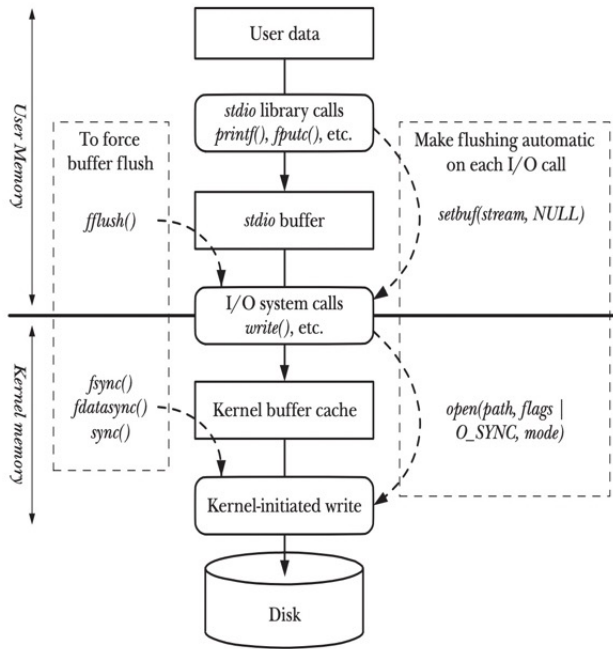 User data
User Memory
stdio library calls
printf(), fputc(), etc.
To force
buffer flush
Make flushing automatic
on each I/O call
fflush()
stdio buffer
setbuf(stream, NULL)
I/O system calls
write(), etc.
Kernel memory
fsync()
fdatasync()
sync()
Kernel buffer cache
open(path, flags |
O_SYNC, mode)
Kernel-initiated write
Disk